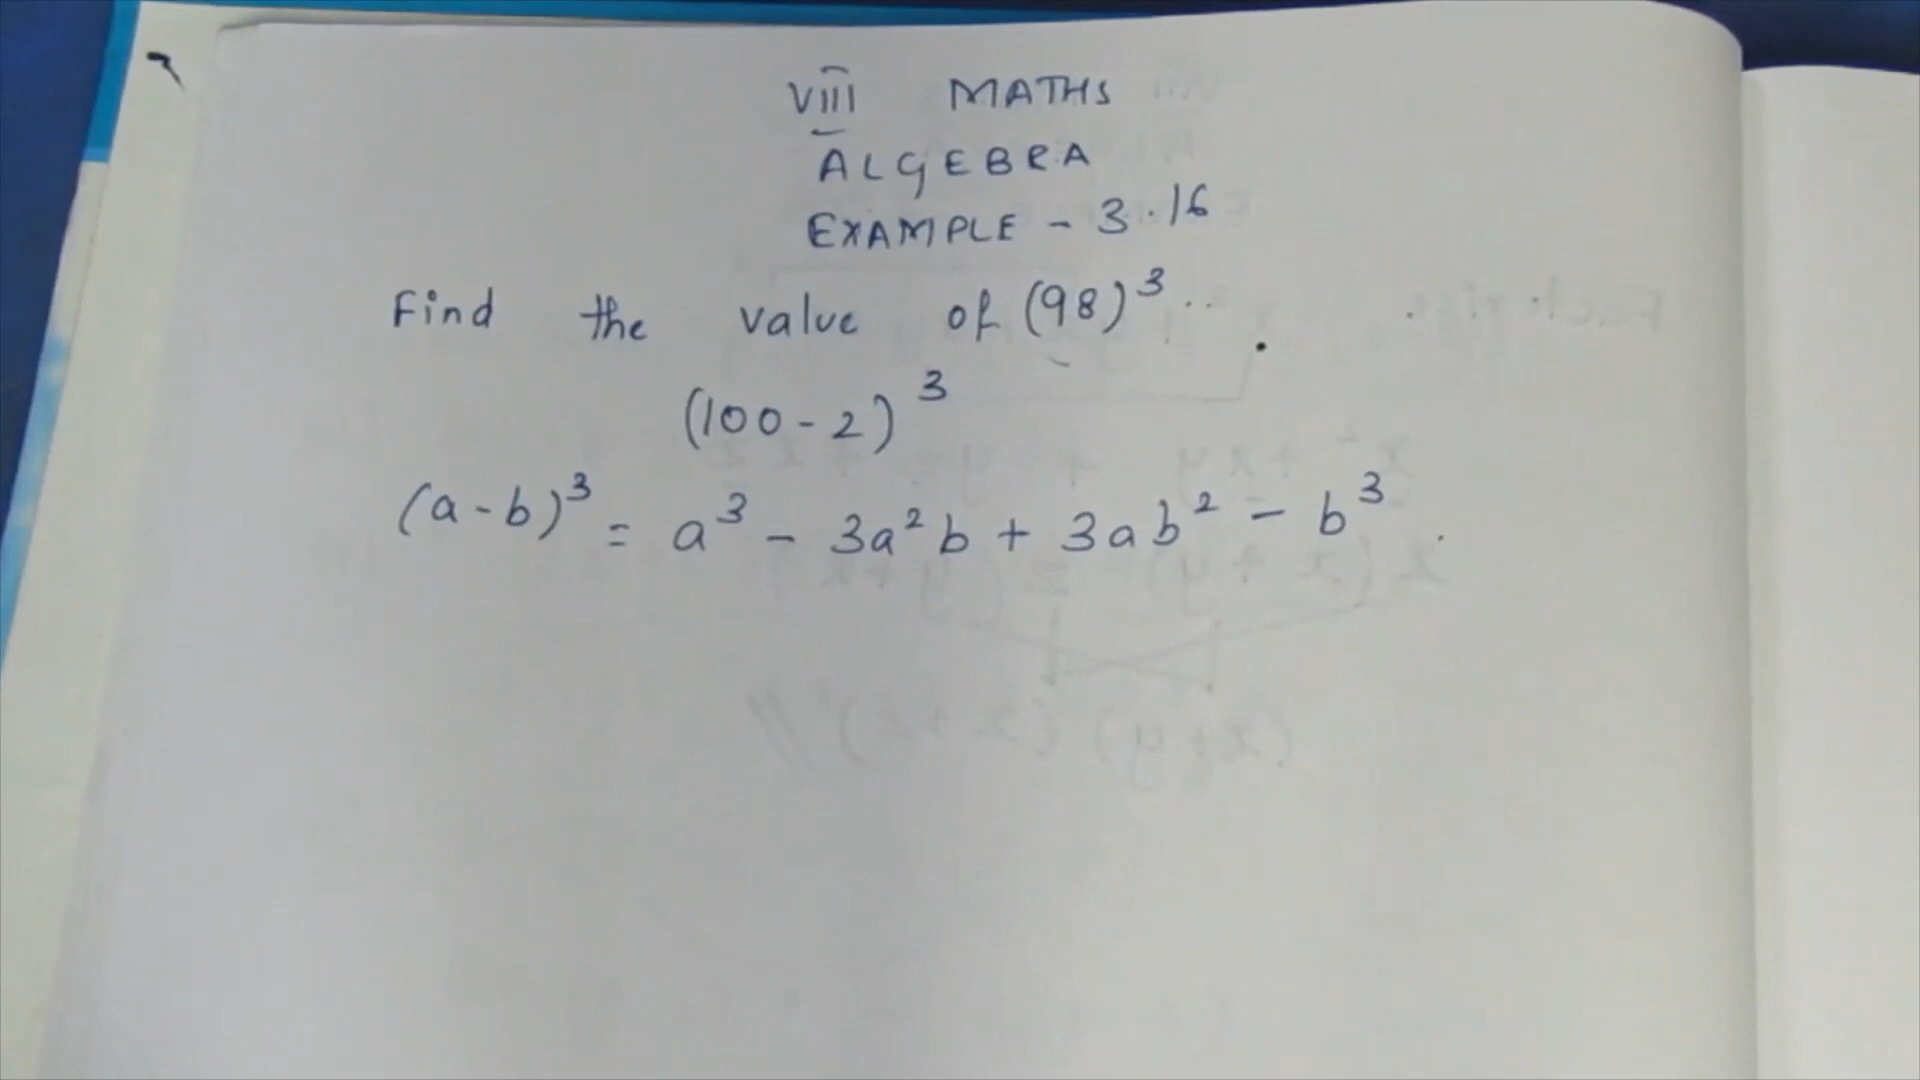 VIII MATHS
ALGEBRA
EXAMPLE - 3.16
Find the value of (98)³..
(100-2)³
(a-b)³ = a³ - 3a²b + 3ab² - b³.